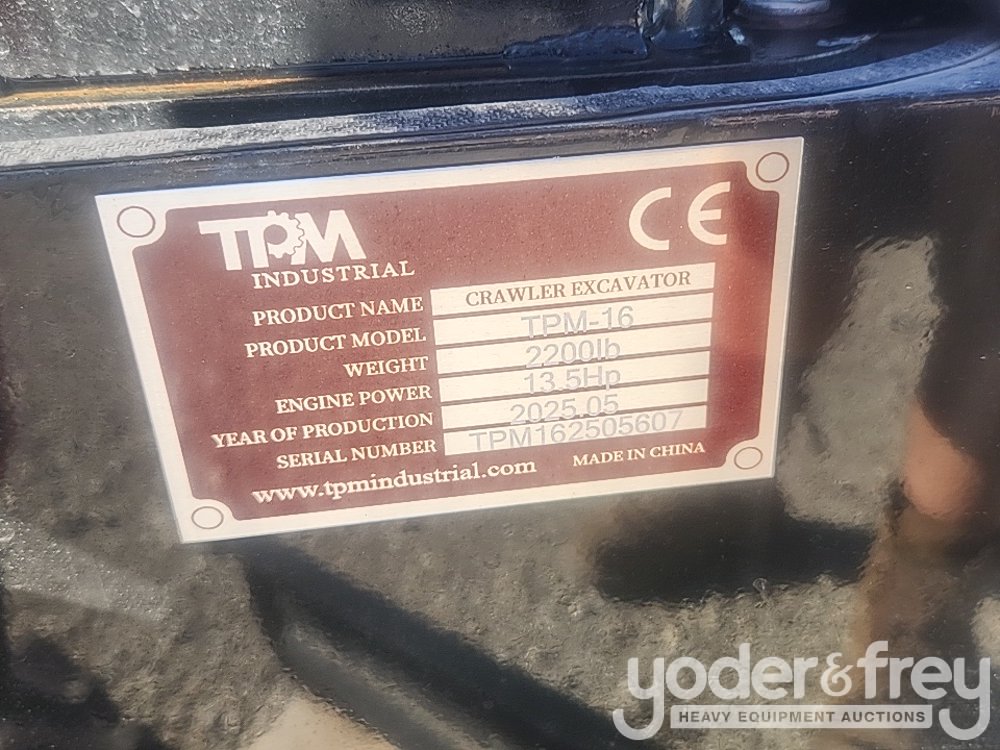 TPM
INDUSTRIAL
CE
PRODUCT NAME CRAWLER EXCAVATOR
PRODUCT MODEL TPM-16
WEIGHT 2200lb
ENGINE POWER 13.5Hp
YEAR OF PRODUCTION 2025.05
SERIAL NUMBER TPM162505607
www.tpmindustrial.com MADE IN CHINA
yoder&frey
HEAVY EQUIPMENT AUCTIONS